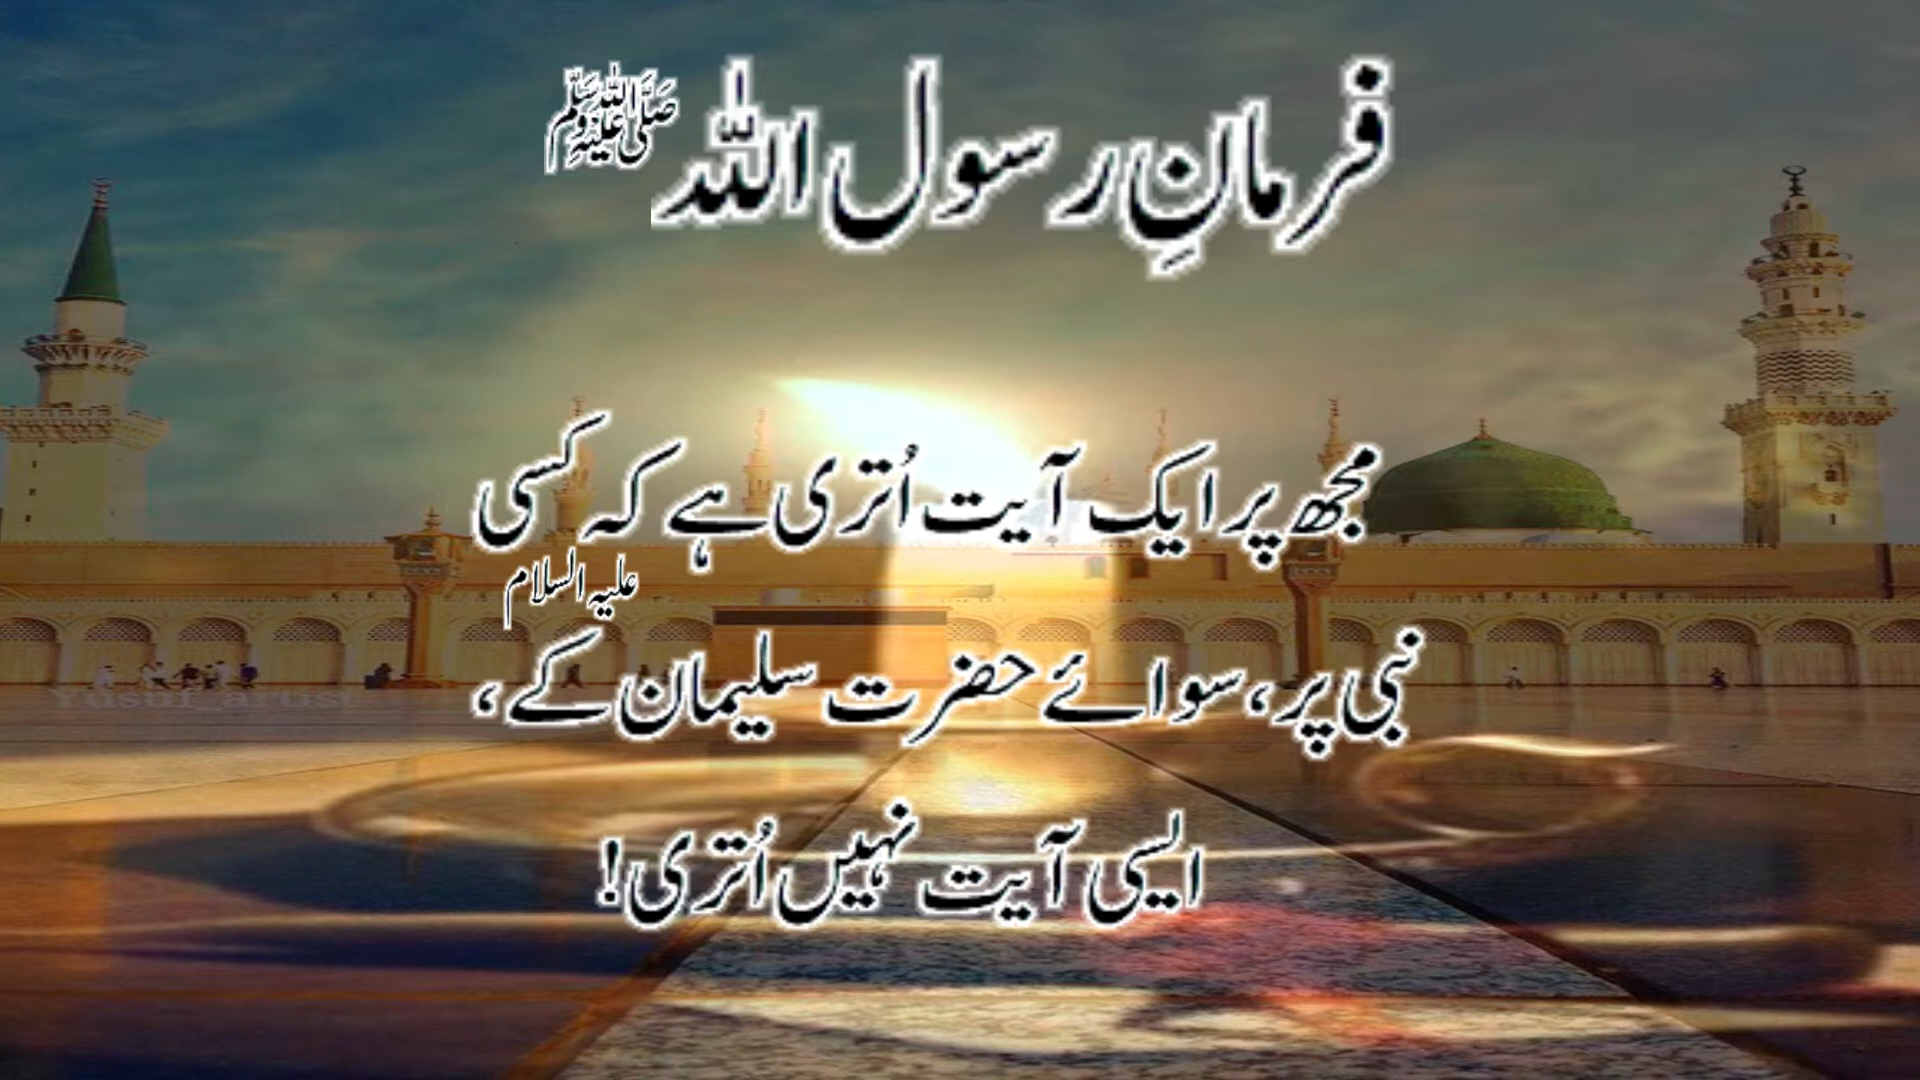 فرمانِ رسول اللہ ﷺ
مجھ پر ایک آیت اُتری ہے کہ کسی
نبی پر، سوائے حضرت سلیمان علیہ السلام کے،
ایسی آیت نہیں اُتری!
Yusuf_artist